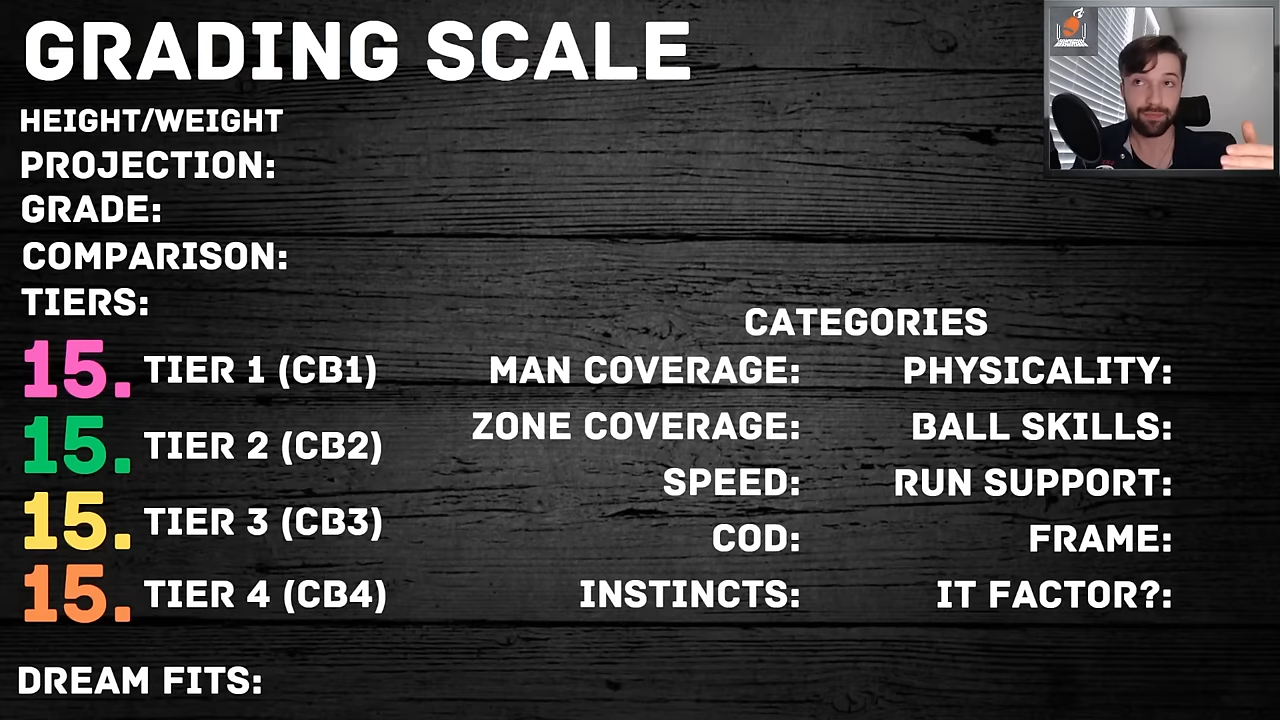 GRADING SCALE
HEIGHT/WEIGHT
PROJECTION:
GRADE:
COMPARISON:
TIERS:
15. TIER 1 (CB1)
15. TIER 2 (CB2)
15. TIER 3 (CB3)
15. TIER 4 (CB4)
DREAM FITS:
CATEGORIES
MAN COVERAGE:
ZONE COVERAGE:
SPEED:
COD:
INSTINCTS:
PHYSICALITY:
BALL SKILLS:
RUN SUPPORT:
FRAME:
IT FACTOR?: